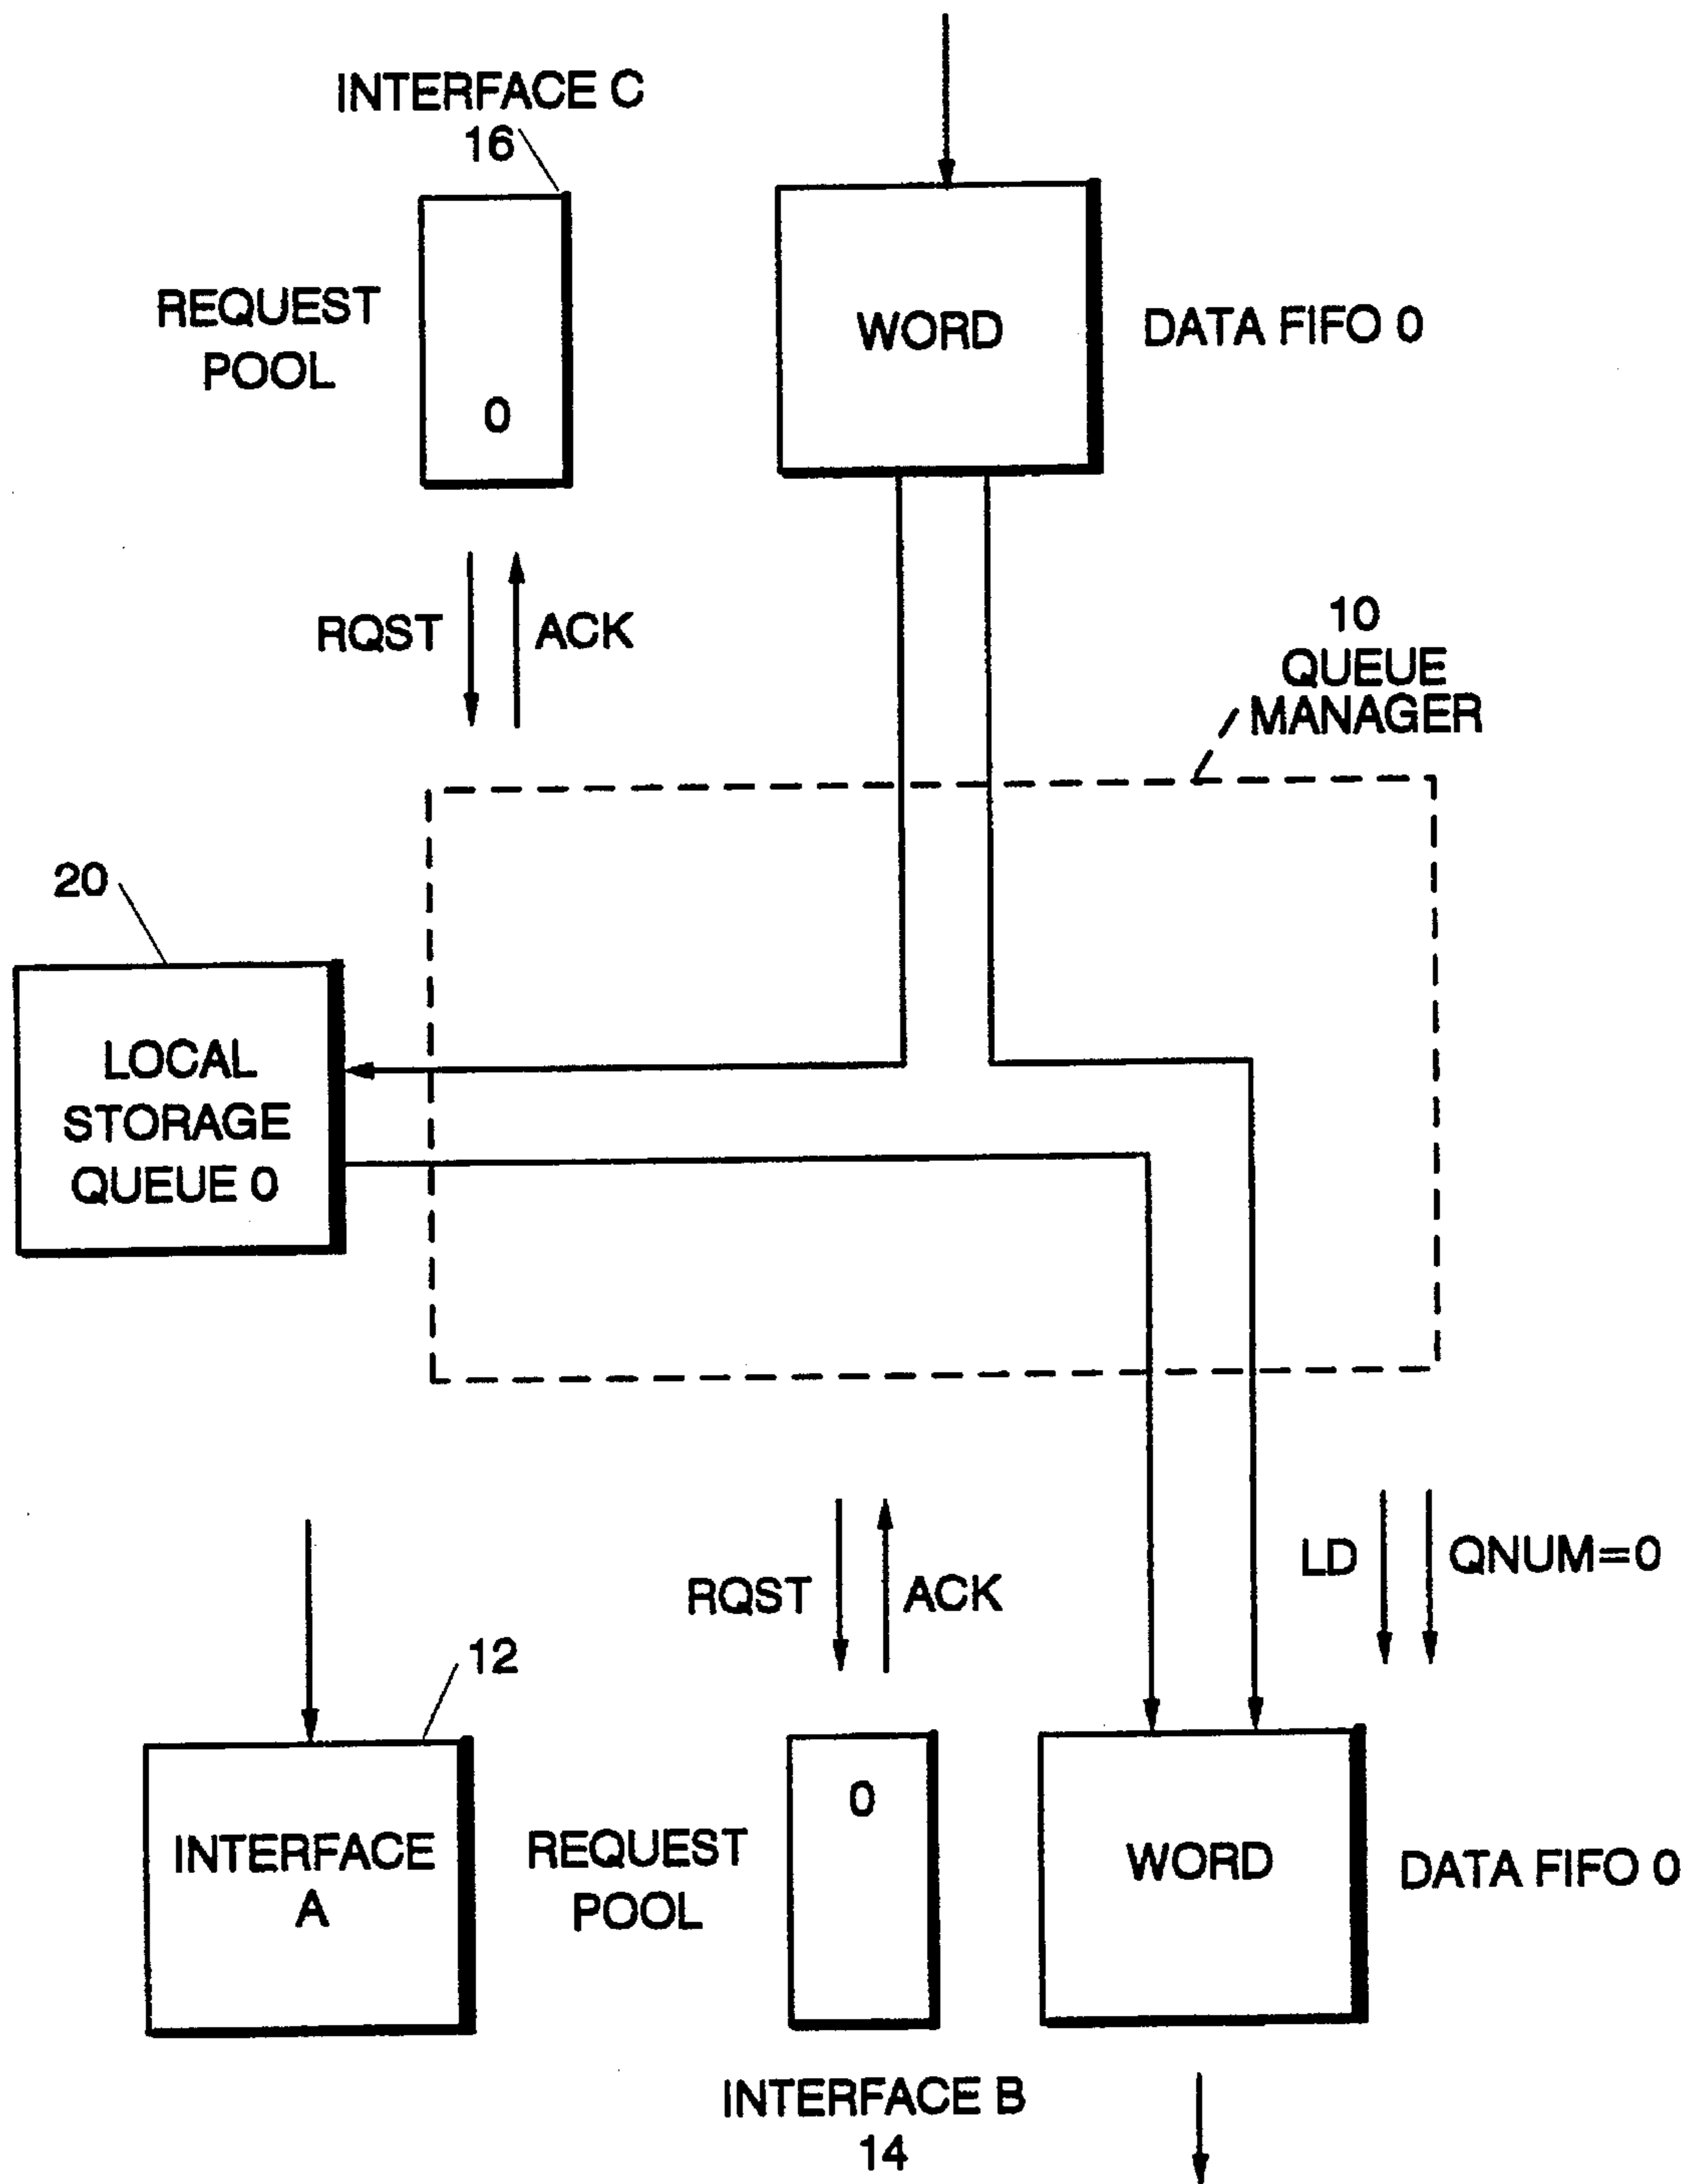 INTERFACE C
16
REQUEST
POOL
0
WORD
DATA FIFO 0
RQST
ACK
10
QUEUE
MANAGER
20
LOCAL
STORAGE
QUEUE 0
RQST
ACK
LD
QNUM=0
12
INTERFACE
A
REQUEST
POOL
0
WORD
DATA FIFO 0
INTERFACE B
14